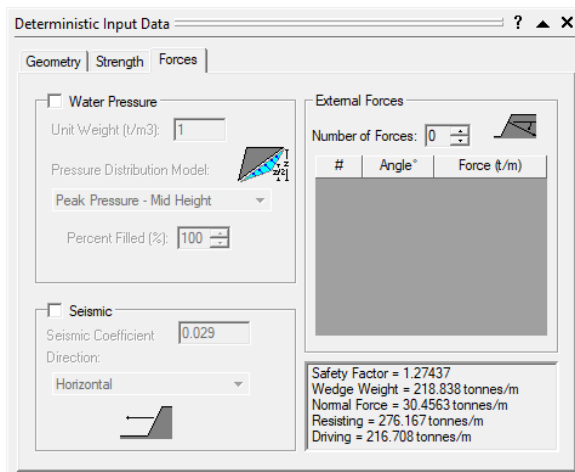 Deterministic Input Data ? ▲ ✕
Geometry Strength Forces
Water Pressure
Unit Weight (t/m3): 1
Pressure Distribution Model:
z
z/2
Peak Pressure - Mid Height
Percent Filled (%): 100
Seismic
Seismic Coefficient 0.029
Direction:
Horizontal
External Forces
Number of Forces: 0
# Angle° Force (t/m)
Safety Factor = 1.27437
Wedge Weight = 218.838 tonnes/m
Normal Force = 30.4563 tonnes/m
Resisting = 276.167 tonnes/m
Driving = 216.708 tonnes/m